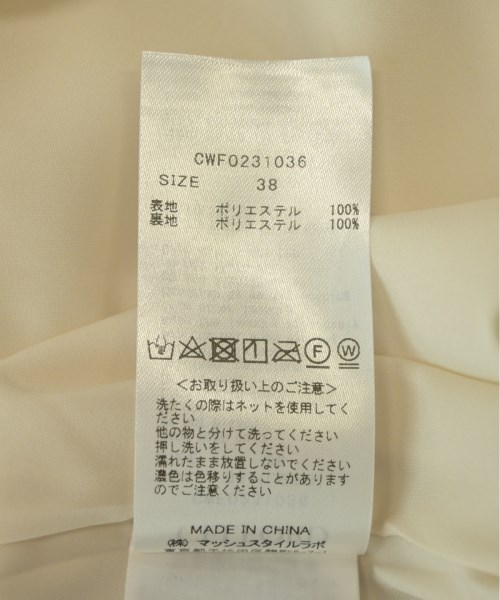 CWF0231036
SIZE 38
表地 ポリエステル 100%
裏地 ポリエステル 100%
F W
<お取り扱い上のご注意>
洗たくの際はネットを使用してく
ださい
他の物と分けて洗ってください
押し洗いをしてください
濡れたまま放置しないでください
濃色は色移りすることがあります
のでご注意ください
MADE IN CHINA
(株) マッシュスタイルラボ